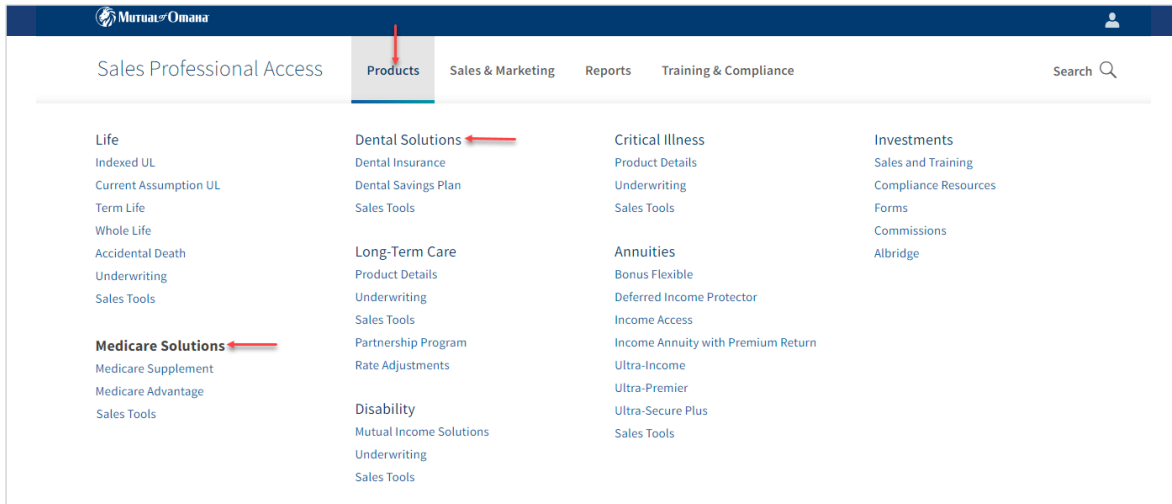 Mutual of Omaha
Sales Professional Access
Products
Sales & Marketing
Reports
Training & Compliance
Search
Life
Indexed UL
Current Assumption UL
Term Life
Whole Life
Accidental Death
Underwriting
Sales Tools
Medicare Solutions
Medicare Supplement
Medicare Advantage
Sales Tools
Dental Solutions
Dental Insurance
Dental Savings Plan
Sales Tools
Long-Term Care
Product Details
Underwriting
Sales Tools
Partnership Program
Rate Adjustments
Disability
Mutual Income Solutions
Underwriting
Sales Tools
Critical Illness
Product Details
Underwriting
Sales Tools
Annuities
Bonus Flexible
Deferred Income Protector
Income Access
Income Annuity with Premium Return
Ultra-Income
Ultra-Premier
Ultra-Secure Plus
Sales Tools
Investments
Sales and Training
Compliance Resources
Forms
Commissions
Albridge